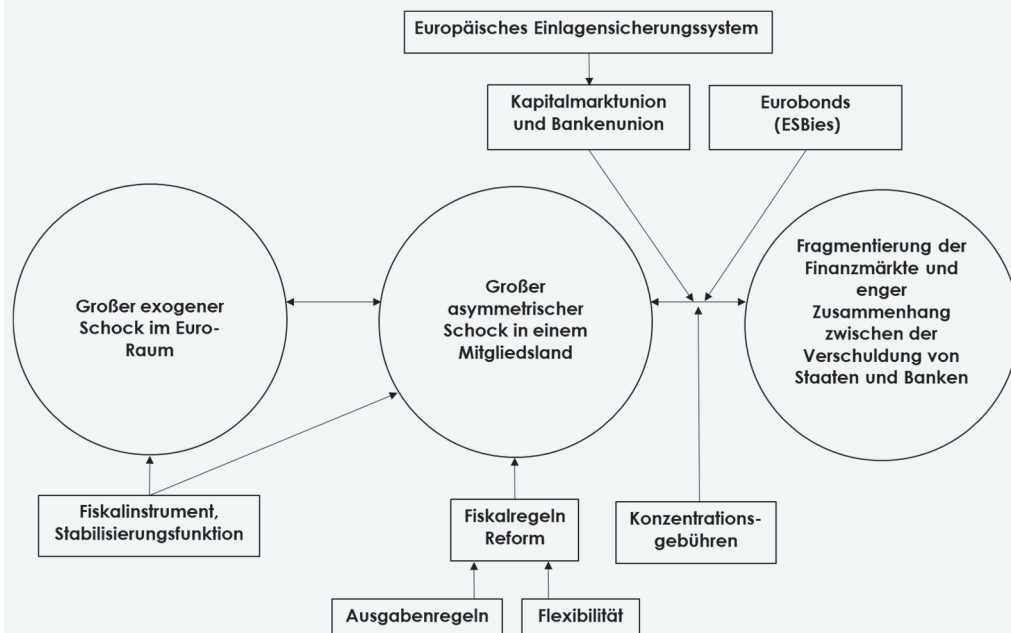 Europäisches Einlagensicherungssystem
Kapitalmarktunion
und Bankenunion
Eurobonds
(ESBies)
Großer exogener
Schock im Euro-
Raum
Großer
asymmetrischer
Schock in einem
Mitgliedsland
Fragmentierung der
Finanzmärkte und
enger
Zusammenhang
zwischen der
Verschuldung von
Staaten und Banken
Fiskalinstrument,
Stabilisierungsfunktion
Fiskalregeln
Reform
Konzentrations-
gebühren
Ausgabenregeln
Flexibilität